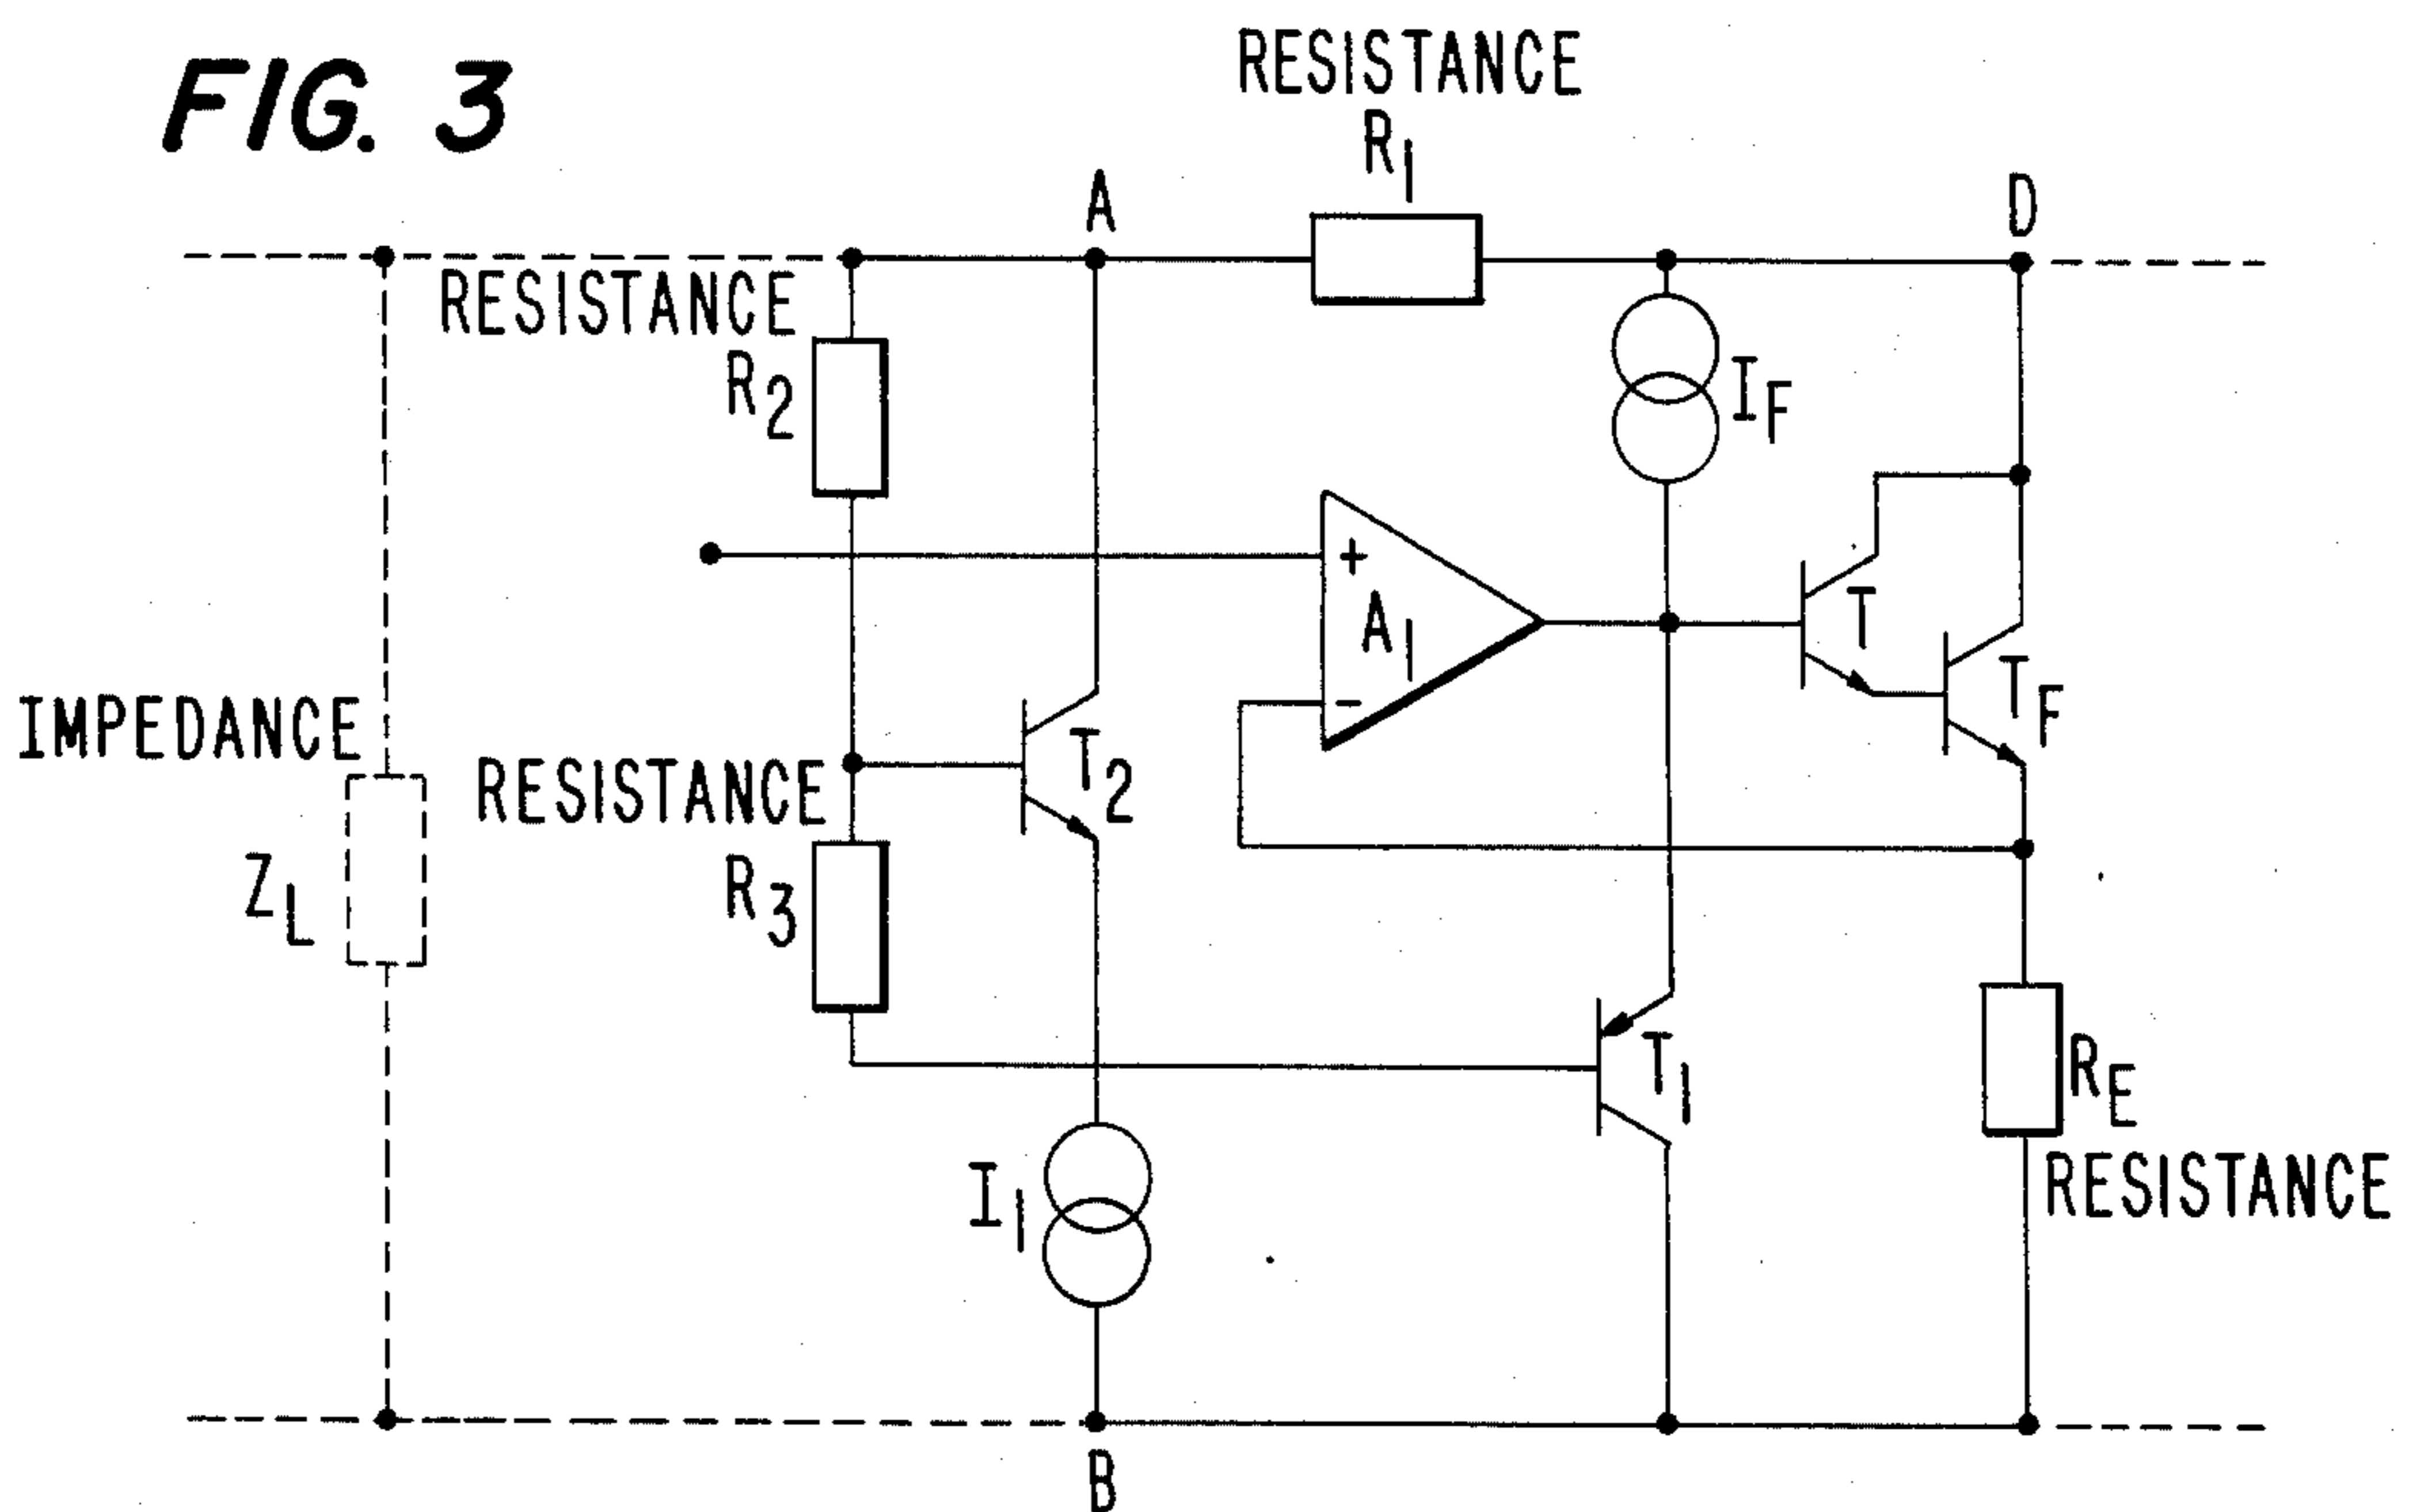 FIG. 3
RESISTANCE
R1
A
D
RESISTANCE
R2
IF
+
A1
-
T
TF
IMPEDANCE
ZL
RESISTANCE
R3
T2
T1
RE
RESISTANCE
I1
B